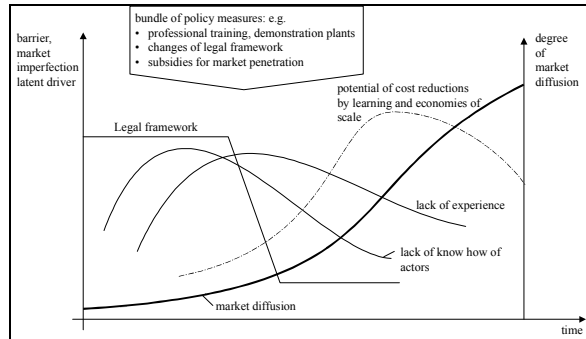 bundle of policy measures: e.g.
• professional training, demonstration plants
• changes of legal framework
• subsidies for market penetration
barrier,
market
imperfection
latent driver
degree
of
market
diffusion
potential of cost reductions
by learning and economies of
scale
Legal framework
lack of experience
lack of know how of
actors
market diffusion
time